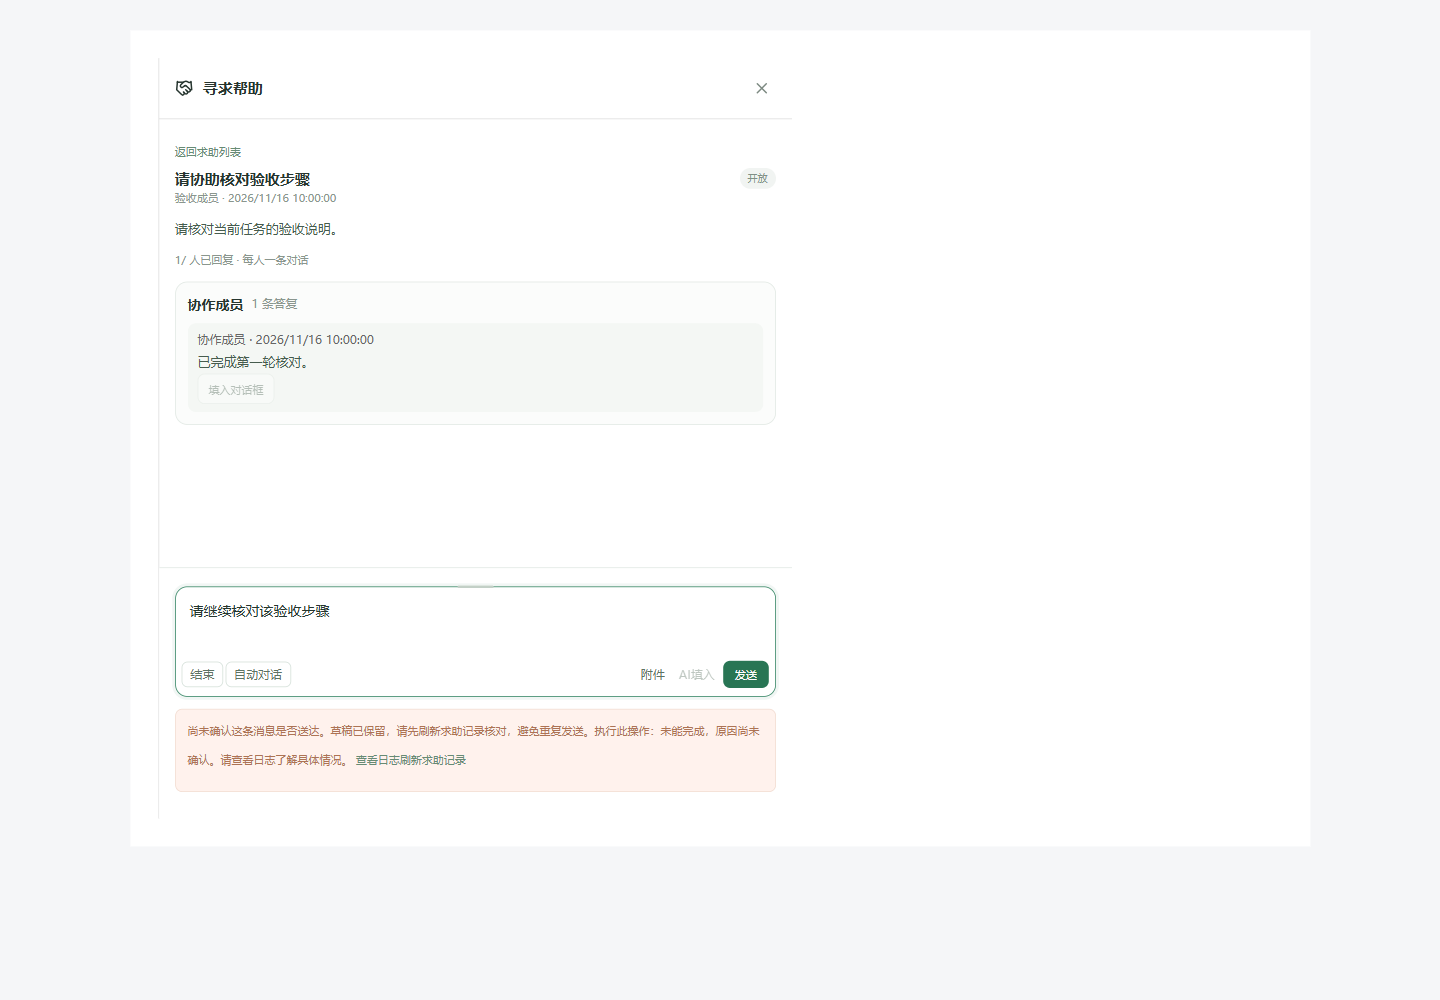 寻求帮助
返回求助列表
请协助核对验收步骤
开放
验收成员 · 2026/11/16 10:00:00
请核对当前任务的验收说明。
1/ 人已回复 · 每人一条对话
协作成员 1 条答复
协作成员 · 2026/11/16 10:00:00
已完成第一轮核对。
填入对话框
请继续核对该验收步骤
结束 自动对话 附件 AI填入 发送
尚未确认这条消息是否送达。草稿已保留，请先刷新求助记录核对，避免重复发送。执行此操作：未能完成，原因尚未
确认。请查看日志了解具体情况。 查看日志刷新求助记录